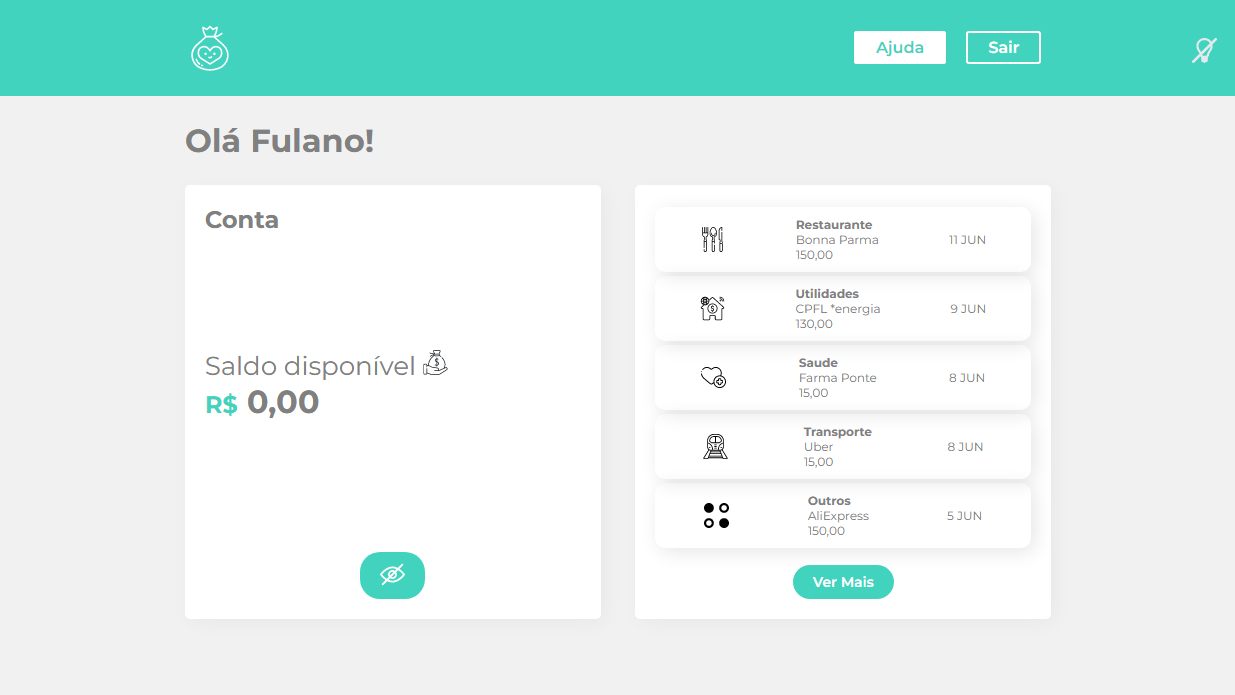 Ajuda
Sair
Olá Fulano!
Conta
Saldo disponível
R$ 0,00
Restaurante
Bonna Parma
150,00
11 JUN
Utilidades
CPFL *energia
130,00
9 JUN
Saude
Farma Ponte
15,00
8 JUN
Transporte
Uber
15,00
8 JUN
Outros
AliExpress
150,00
5 JUN
Ver Mais